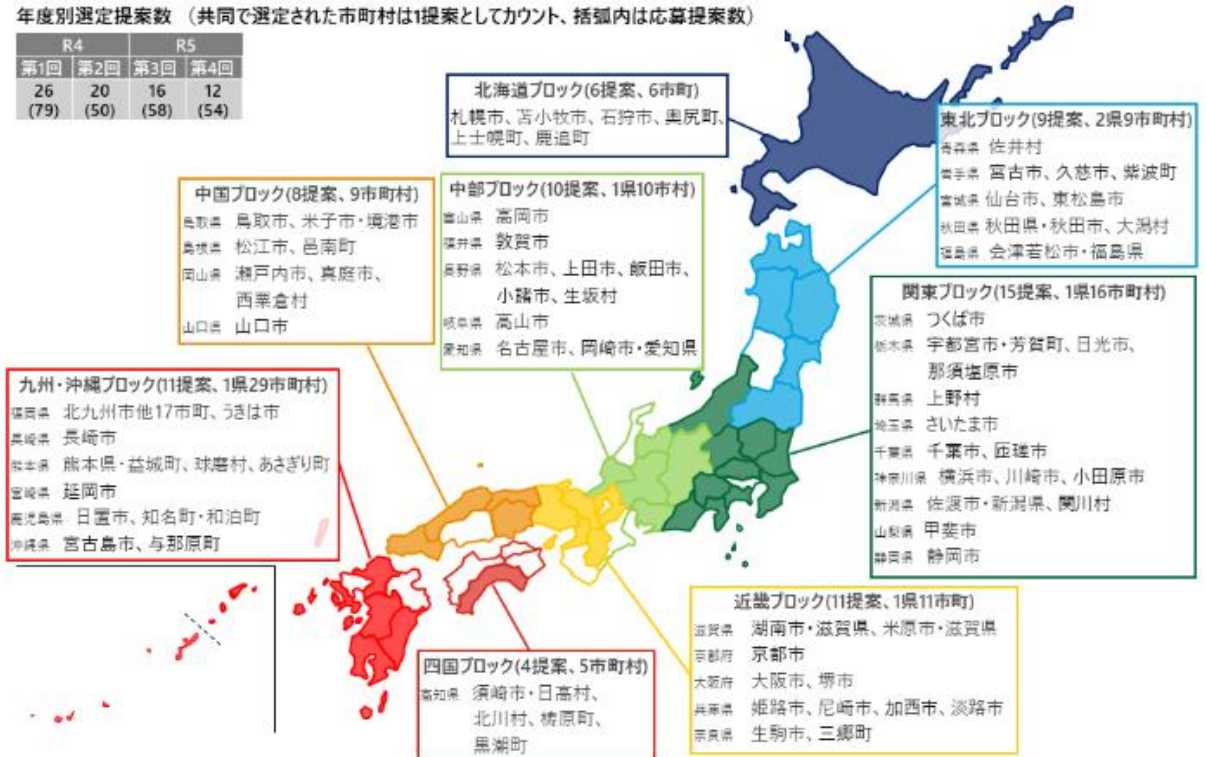 年度別選定提案数 (共同で選定された市町村は1提案としてカウント、括弧内は応募提案数)
R4 R5
第1回 第2回 第3回 第4回
26 20 16 12
(79) (50) (58) (54)
北海道ブロック(6提案、6市町)
札幌市、苫小牧市、石狩市、奥尻町、
上士幌町、鹿追町
東北ブロック(9提案、2県9市町村)
青森県 佐井村
岩手県 宮古市、久慈市、紫波町
宮城県 仙台市、東松島市
秋田県 秋田県・秋田市、大潟村
福島県 会津若松市・福島県
中国ブロック(8提案、9市町村)
鳥取県 鳥取市、米子市・境港市
島根県 松江市、邑南町
岡山県 瀬戸内市、真庭市、
西粟倉村
山口県 山口市
中部ブロック(10提案、1県10市村)
富山県 高岡市
福井県 敦賀市
長野県 松本市、上田市、飯田市、
小諸市、生坂村
岐阜県 高山市
愛知県 名古屋市、岡崎市・愛知県
関東ブロック(15提案、1県16市町村)
茨城県 つくば市
栃木県 宇都宮市・芳賀町、日光市、
那須塩原市
群馬県 上野村
埼玉県 さいたま市
千葉県 千葉市、匝瑳市
神奈川県 横浜市、川崎市、小田原市
新潟県 佐渡市・新潟県、関川村
山梨県 甲斐市
静岡県 静岡市
九州・沖縄ブロック(11提案、1県29市町村)
福岡県 北九州市他17市町、うきは市
長崎県 長崎市
熊本県 熊本県・益城町、球磨村、あさぎり町
宮崎県 延岡市
鹿児島県 日置市、知名町・和泊町
沖縄県 宮古島市、与那原町
四国ブロック(4提案、5市町村)
高知県 須崎市・日高村、
北川村、梼原町、
黒潮町
近畿ブロック(11提案、1県11市町)
滋賀県 湖南市・滋賀県、米原市・滋賀県
京都府 京都市
大阪府 大阪市、堺市
兵庫県 姫路市、尼崎市、加西市、淡路市
奈良県 生駒市、三郷町